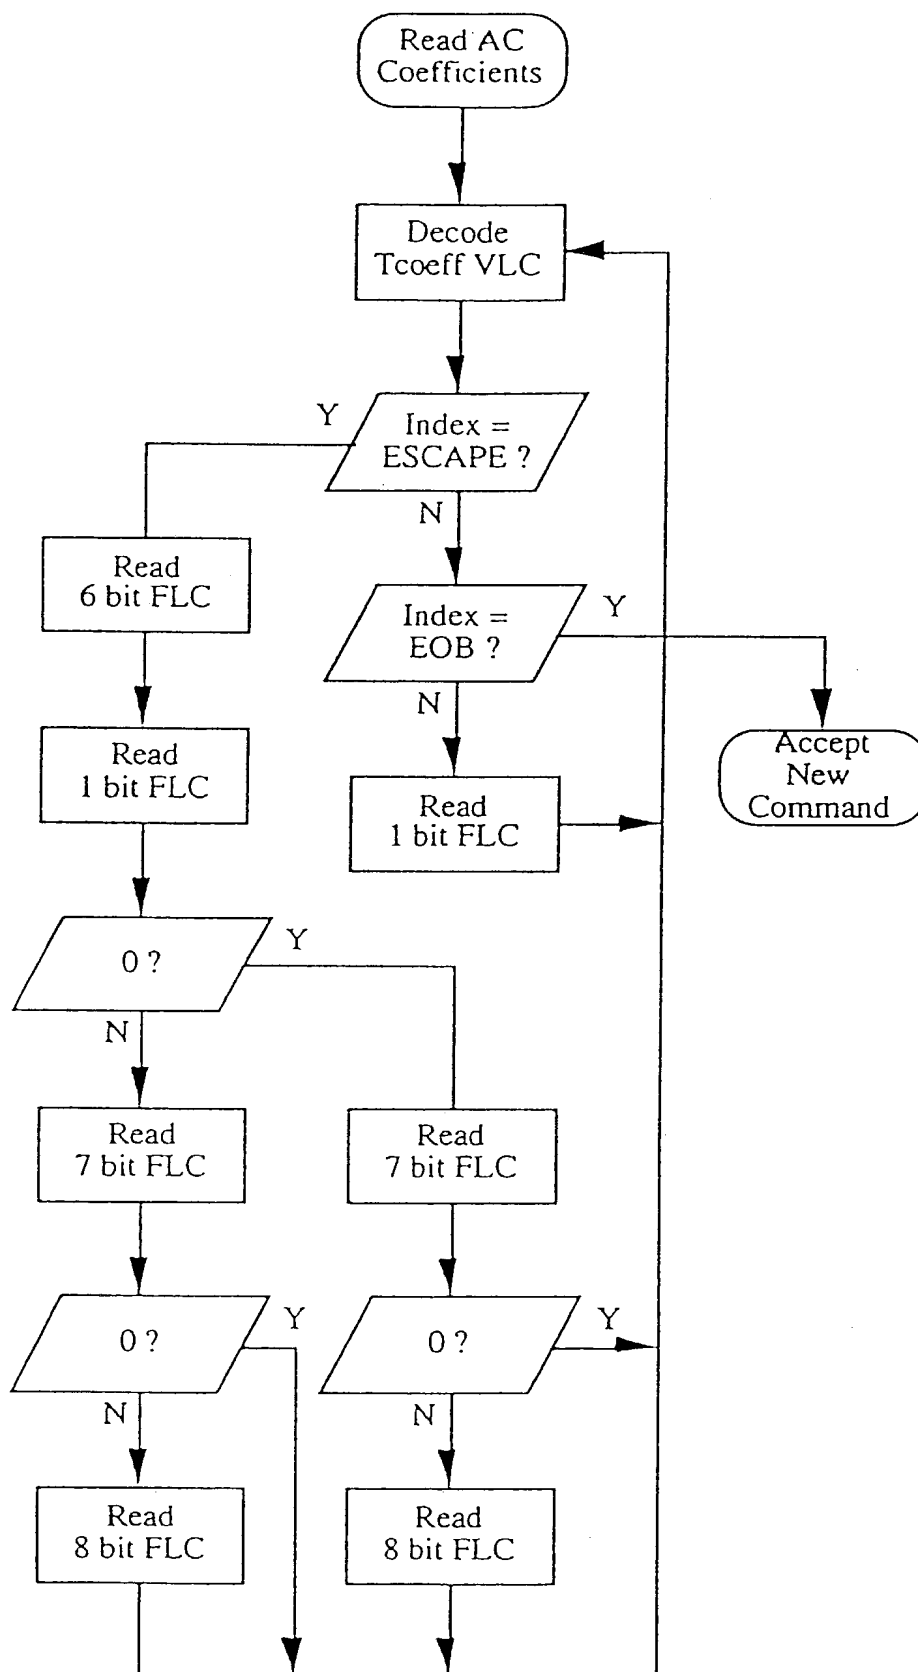 Read AC
Coefficients
Decode
Tcoeff VLC
Y
Index =
ESCAPE ?
N
Read
6 bit FLC
Index =
EOB ?
Y
N
Read
1 bit FLC
Accept
New
Command
Read
1 bit FLC
0 ?
Y
N
Read
7 bit FLC
Read
7 bit FLC
0 ?
Y
0 ?
Y
N
N
Read
8 bit FLC
Read
8 bit FLC